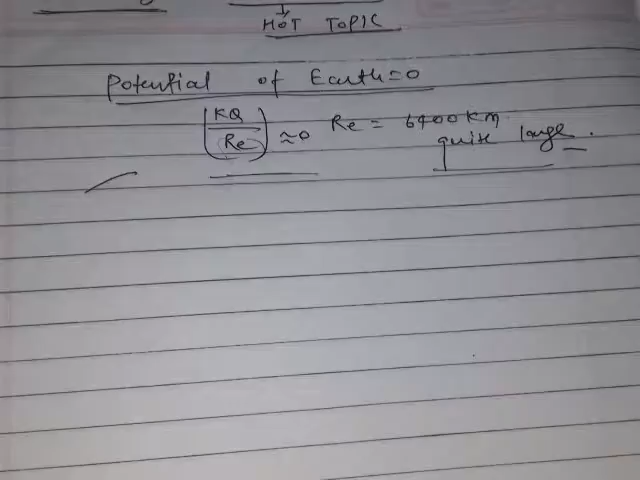 HOT TOPIC
Potential of Earth = 0
(KQ/Re) ≈ 0 Re = 6400 KM
quite large.